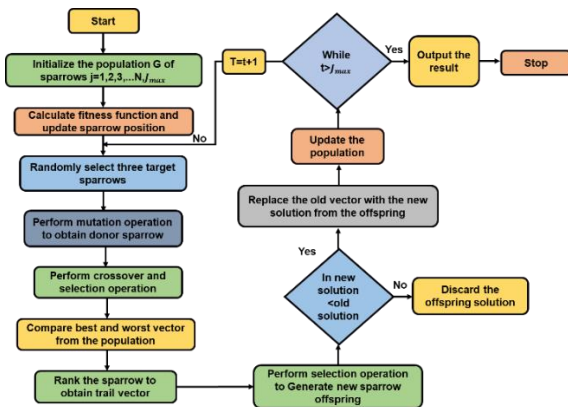 Start
Initialize the population G of
sparrows j=1,2,3,...N,J_max
Calculate fitness function and
update sparrow position
No
Randomly select three target
sparrows
Perform mutation operation
to obtain donor sparrow
Perform crossover and
selection operation
Compare best and worst vector
from the population
Rank the sparrow to
obtain trail vector
Perform selection operation
to Generate new sparrow
offspring
In new
solution
<old
solution
No
Discard the
offspring solution
Yes
Replace the old vector with the new
solution from the offspring
Update the
population
While
t>J_max
T=t+1
Yes
Output the
result
Stop